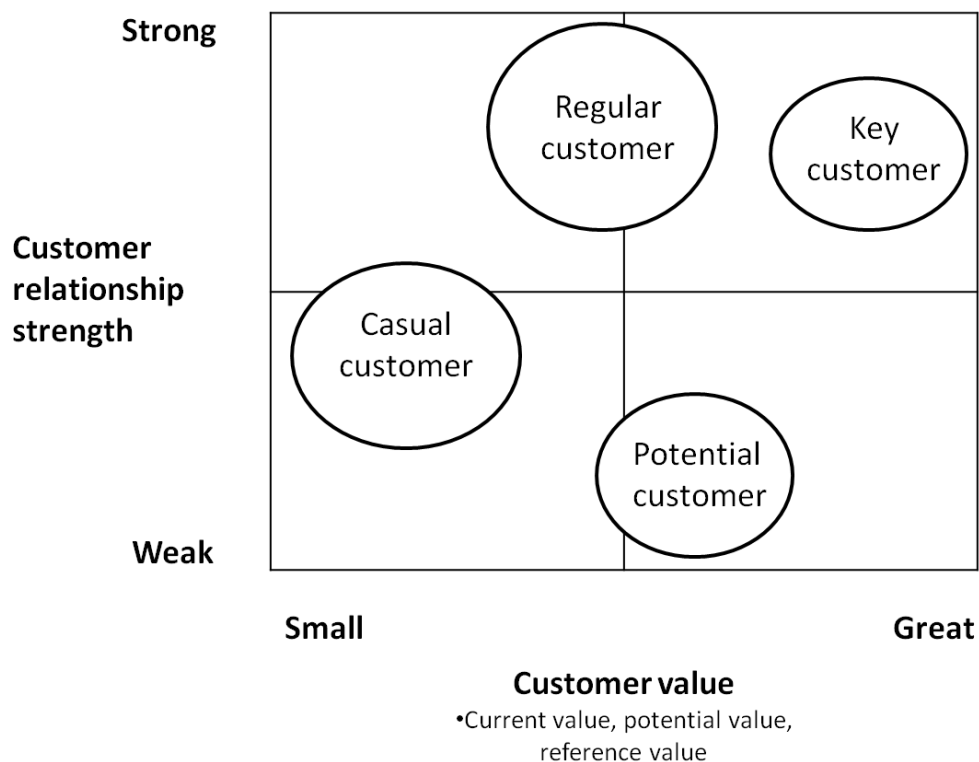 Strong
Regular
customer
Key
customer
Customer
relationship
strength
Casual
customer
Potential
customer
Weak
Small
Great
Customer value
•Current value, potential value,
reference value